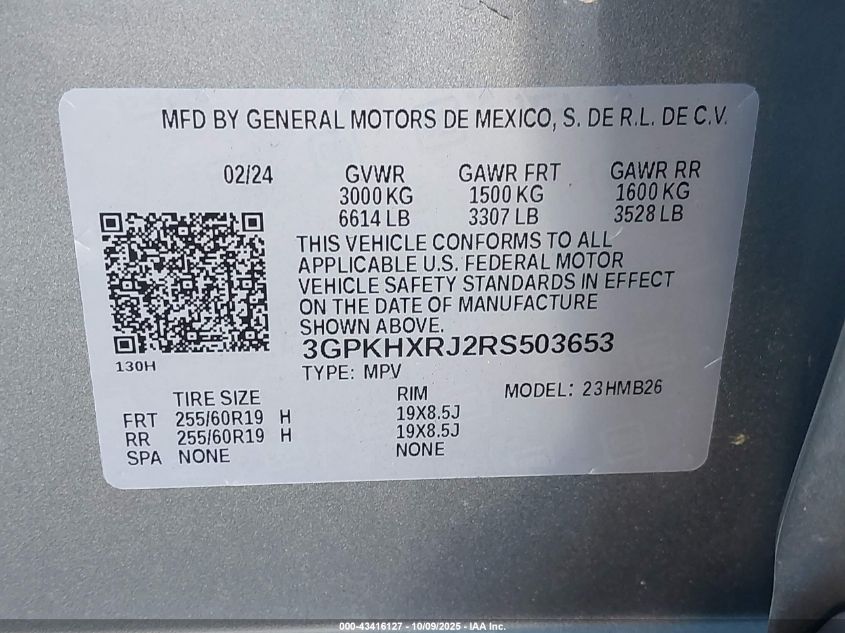 MFD BY GENERAL MOTORS DE MEXICO, S. DE R.L. DE C.V.
02/24 GVWR GAWR FRT GAWR RR
3000 KG 1500 KG 1600 KG
6614 LB 3307 LB 3528 LB
THIS VEHICLE CONFORMS TO ALL
APPLICABLE U.S. FEDERAL MOTOR
VEHICLE SAFETY STANDARDS IN EFFECT
ON THE DATE OF MANUFACTURE
SHOWN ABOVE.
3GPKHXRJ2RS503653
130H
TYPE: MPV
TIRE SIZE RIM MODEL: 23HMB26
FRT 255/60R19 H 19X8.5J
RR 255/60R19 H 19X8.5J
SPA NONE NONE
000-43416127 - 10/09/2025 - IAA Inc.